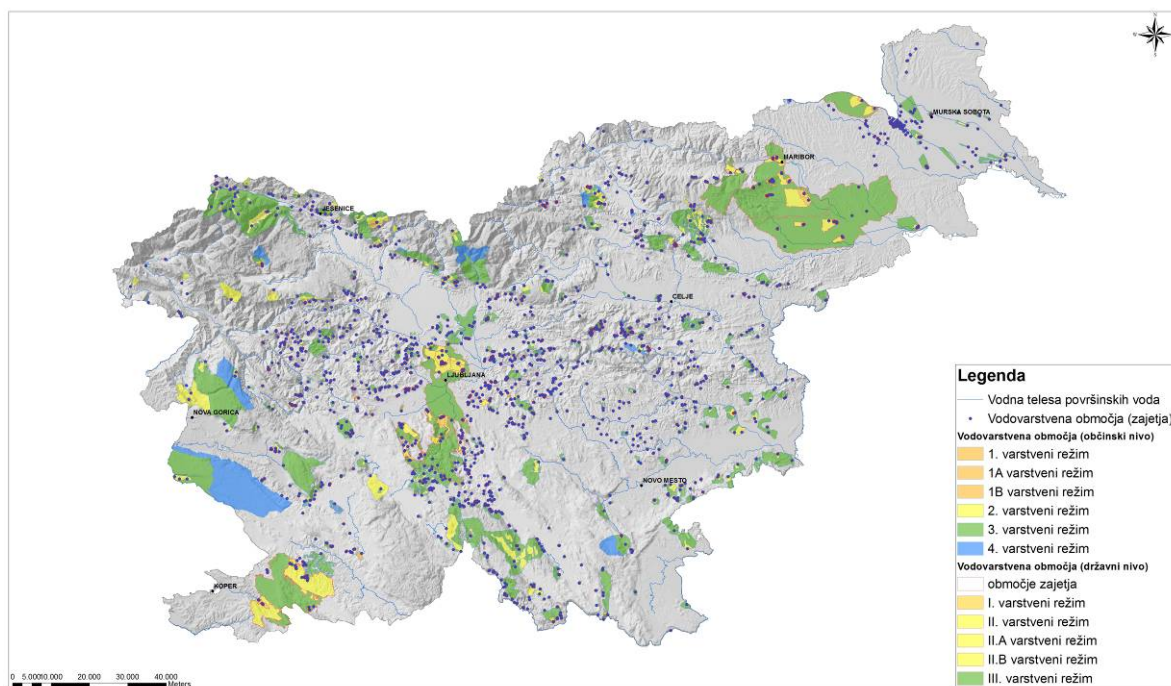 N
MURSKA SOBOTA
MARIBOR
JESENICE
CELJE
LJUBLJANA
NOVA GORICA
NOVO MESTO
KOPER
Legenda
Vodna telesa površinskih voda
Vodovarstvena območja (zajetja)
Vodovarstvena območja (občinski nivo)
1. varstveni režim
1A varstveni režim
1B varstveni režim
2. varstveni režim
3. varstveni režim
4. varstveni režim
Vodovarstvena območja (državni nivo)
območje zajetja
I. varstveni režim
II. varstveni režim
II.A varstveni režim
II.B varstveni režim
III. varstveni režim
0 5.000 10.000 20.000 30.000 40.000
Meters